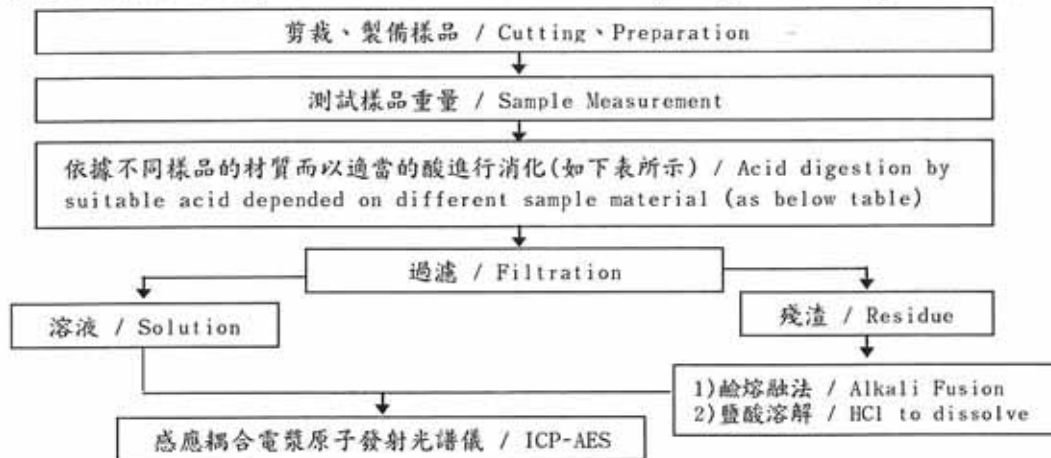 剪裁、製備樣品 / Cutting、Preparation
測試樣品重量 / Sample Measurement
依據不同樣品的材質而以適當的酸進行消化(如下表所示) / Acid digestion by
suitable acid depended on different sample material (as below table)
過濾 / Filtration
溶液 / Solution
殘渣 / Residue
1)鹼熔融法 / Alkali Fusion
2)鹽酸溶解 / HCl to dissolve
感應耦合電漿原子發射光譜儀 / ICP-AES